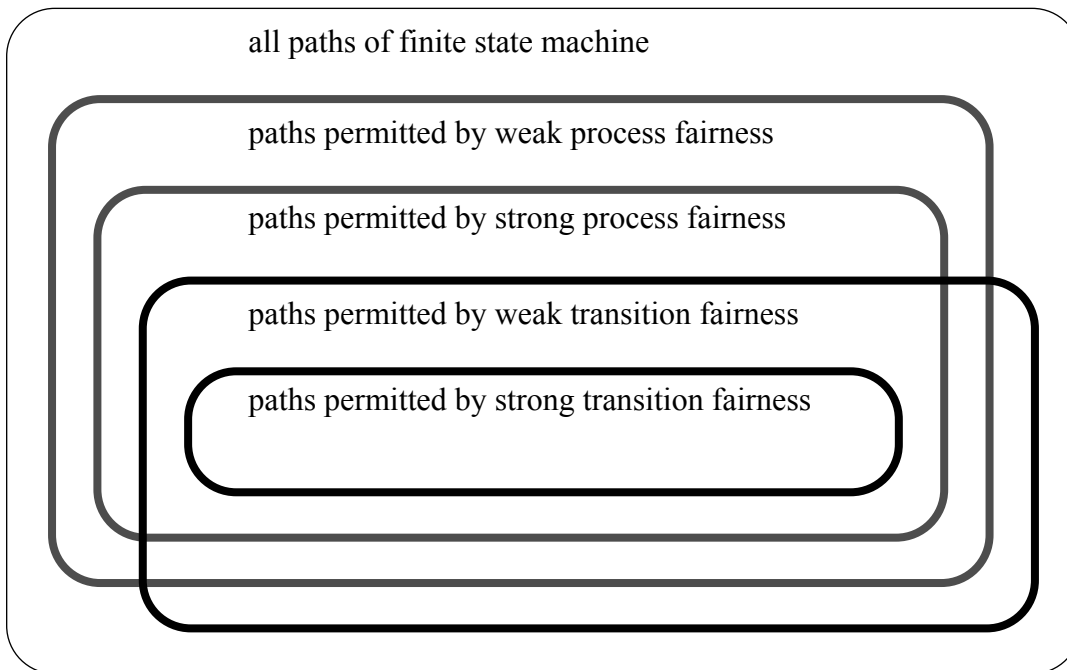 all paths of finite state machine
paths permitted by weak process fairness
paths permitted by strong process fairness
paths permitted by weak transition fairness
paths permitted by strong transition fairness